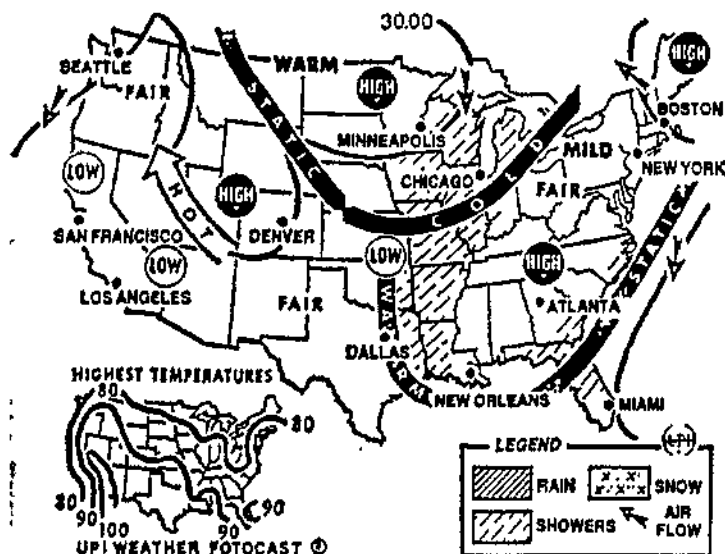 30.00
SEATTLE
FAIR
WARM
HIGH
HIGH
STATIC
MINNEAPOLIS
BOSTON
LOW
HOT
HIGH
CHICAGO
COLD
MILD
NEW YORK
FAIR
SAN FRANCISCO
DENVER
LOW
LOW
HIGH
STATIC
LOS ANGELES
FAIR
WARM
ATLANTA
DALLAS
NEW ORLEANS
MIAMI
HIGHEST TEMPERATURES
80
80
80
90
100
90
90
UPI WEATHER FOTOCAST
LEGEND
UPI
RAIN
SNOW
SHOWERS
AIR
FLOW